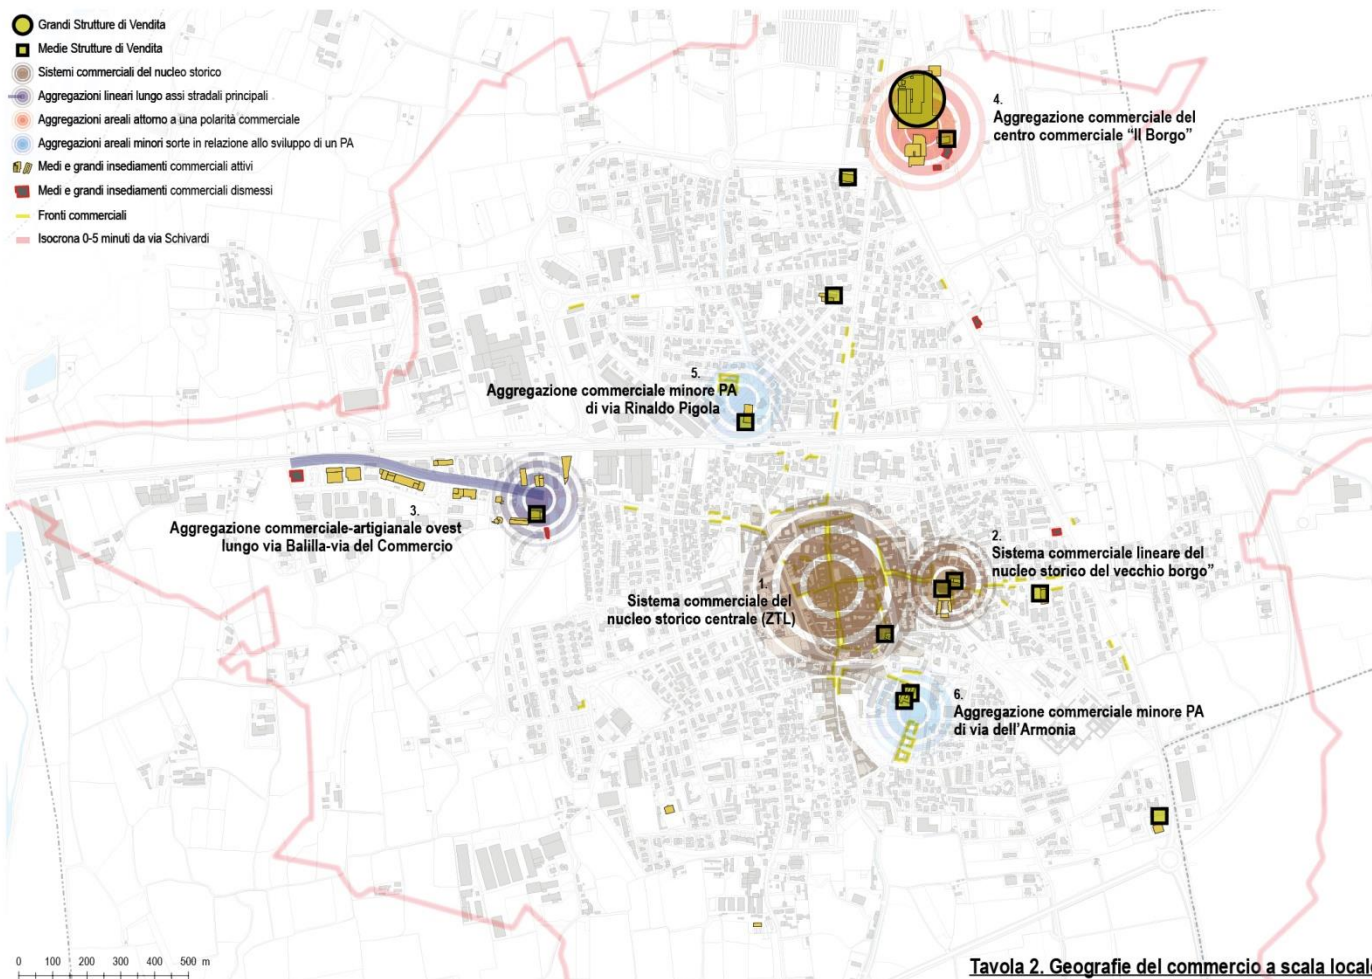 Grandi Strutture di Vendita
Medie Strutture di Vendita
Sistemi commerciali del nucleo storico
Aggregazioni lineari lungo assi stradali principali
Aggregazioni areali attorno a una polarità commerciale
Aggregazioni areali minori sorte in relazione allo sviluppo di un PA
Medi e grandi insediamenti commerciali attivi
Medi e grandi insediamenti commerciali dismessi
Fronti commerciali
Isocrona 0-5 minuti da via Schivardi
4.
Aggregazione commerciale del
centro commerciale "Il Borgo"
5.
Aggregazione commerciale minore PA
di via Rinaldo Pigola
3.
Aggregazione commerciale-artigianale ovest
lungo via Balilla-via del Commercio
2.
Sistema commerciale lineare del
nucleo storico del vecchio borgo"
1.
Sistema commerciale del
nucleo storico centrale (ZTL)
6.
Aggregazione commerciale minore PA
di via dell'Armonia
0 100 200 300 400 500 m
Tavola 2. Geografie del commercio a scala locale